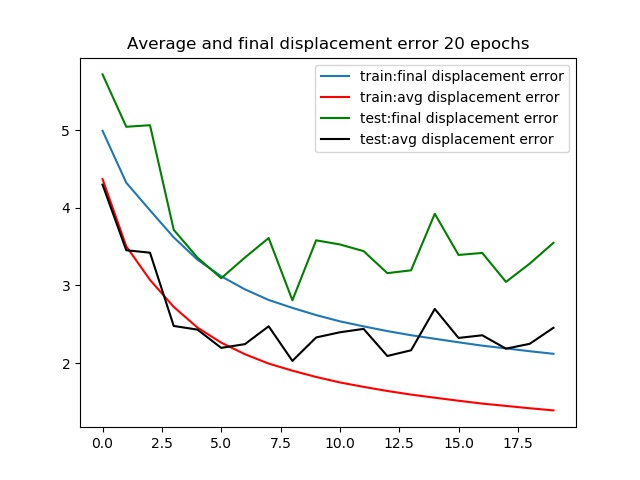 Average and final displacement error 20 epochs
train:final displacement error
train:avg displacement error
test:final displacement error
test:avg displacement error
5
4
3
2
0.0 2.5 5.0 7.5 10.0 12.5 15.0 17.5